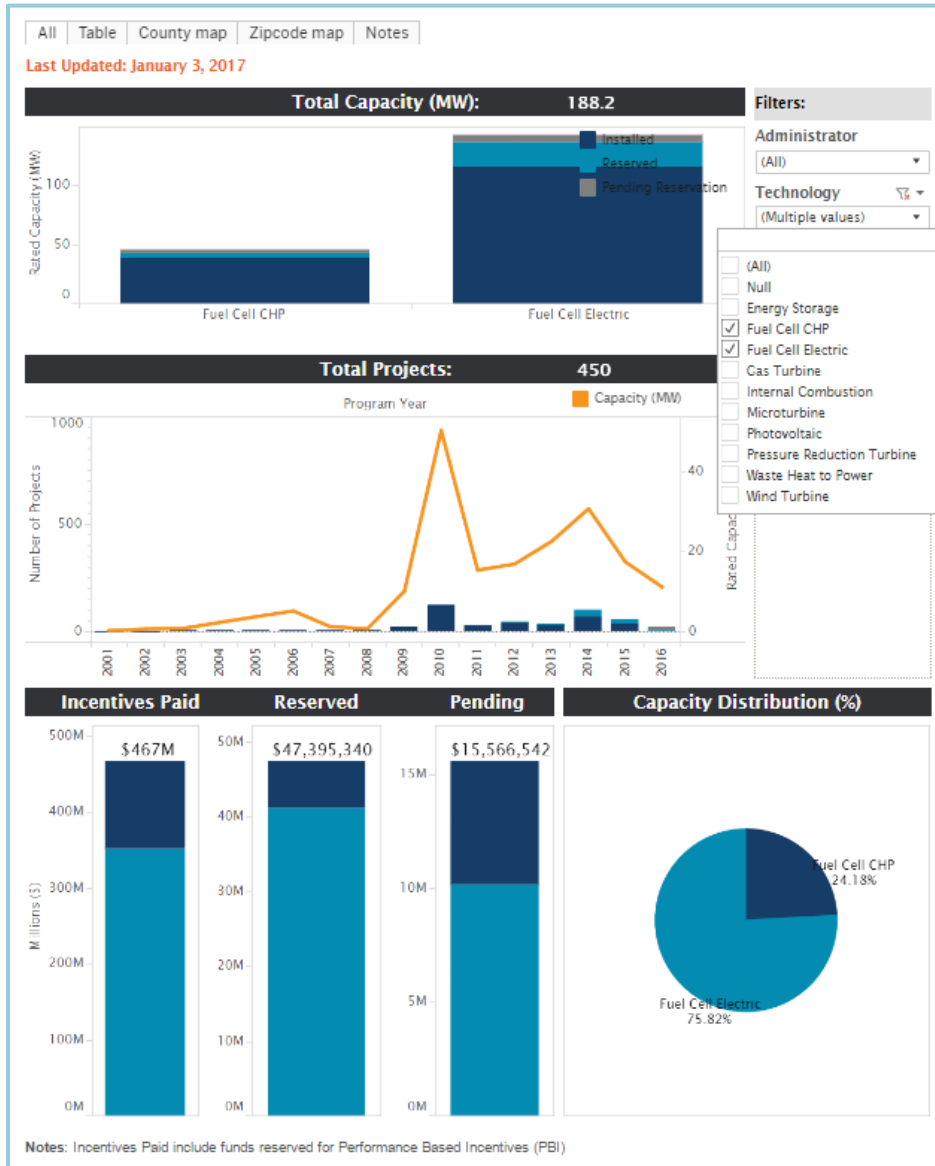 All Table County map Zipcode map Notes
Last Updated: January 3, 2017
Total Capacity (MW): 188.2
Rated Capacity (MW)
100
50
0
Installed
Reserved
Pending Reservation
Fuel Cell CHP Fuel Cell Electric
Filters:
Administrator
(All)
Technology
(Multiple values)
(All)
Null
Energy Storage
Fuel Cell CHP
Fuel Cell Electric
Gas Turbine
Internal Combustion
Microturbine
Photovoltaic
Pressure Reduction Turbine
Waste Heat to Power
Wind Turbine
Total Projects: 450
Program Year
Capacity (MW)
Number of Projects
1000
500
0
40
20
0
Rated Capac
2001 2002 2003 2004 2005 2006 2007 2008 2009 2010 2011 2012 2013 2014 2015 2016
Incentives Paid Reserved Pending
Millions ($)
500M
400M
300M
200M
100M
0M
$467M
50M
40M
30M
20M
10M
0M
$47,395,340
15M
10M
5M
0M
$15,566,542
Capacity Distribution (%)
Fuel Cell CHP
24.18%
Fuel Cell Electric
75.82%
Notes: Incentives Paid include funds reserved for Performance Based Incentives (PBI)